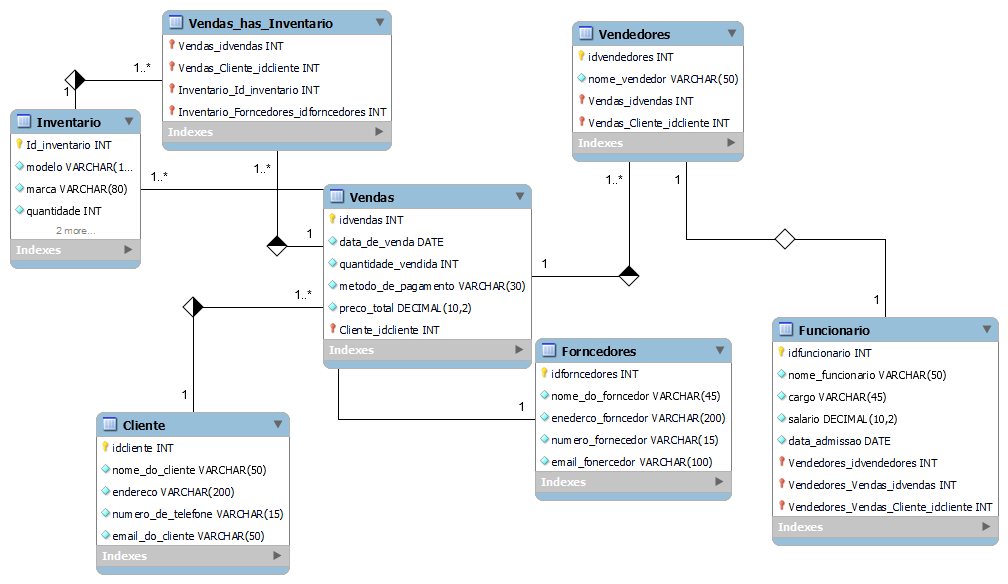 Vendas_has_Inventario
Vendas_idvendas INT
Vendas_Cliente_idcliente INT
Inventario_Id_inventario INT
Inventario_Forncedores_idforncedores INT
Indexes
Vendedores
idvendedores INT
nome_vendedor VARCHAR(50)
Vendas_idvendas INT
Vendas_Cliente_idcliente INT
Indexes
1..*
1
Inventario
Id_inventario INT
modelo VARCHAR(1...
marca VARCHAR(80)
quantidade INT
2 more...
Indexes
1..*
1..*
1
1..*
1
Vendas
idvendas INT
data_de_venda DATE
quantidade_vendida INT
metodo_de_pagamento VARCHAR(30)
preco_total DECIMAL(10,2)
Cliente_idcliente INT
Indexes
1
1
1..*
1
Funcionario
idfuncionario INT
nome_funcionario VARCHAR(50)
cargo VARCHAR(45)
salario DECIMAL(10,2)
data_admissao DATE
Vendedores_idvendedores INT
Vendedores_Vendas_idvendas INT
Vendedores_Vendas_Cliente_idcliente INT
Indexes
Forncedores
idforncedores INT
nome_do_forncedor VARCHAR(45)
enederco_forncedor VARCHAR(200)
numero_fornecedor VARCHAR(15)
email_fonercedor VARCHAR(100)
Indexes
1
1
Cliente
idcliente INT
nome_do_cliente VARCHAR(50)
endereco VARCHAR(200)
numero_de_telefone VARCHAR(15)
email_do_cliente VARCHAR(50)
Indexes